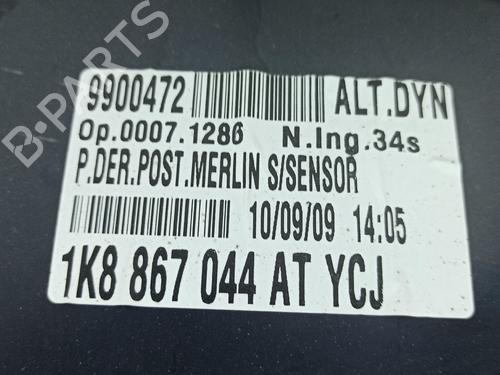 B-PARTS
9900472 ALT.DYN
Op.0007.1286 N.Ing.34s
P.DER.POST.MERLIN S/SENSOR
10/09/09 14:05
1K8 867 044 AT YCJ